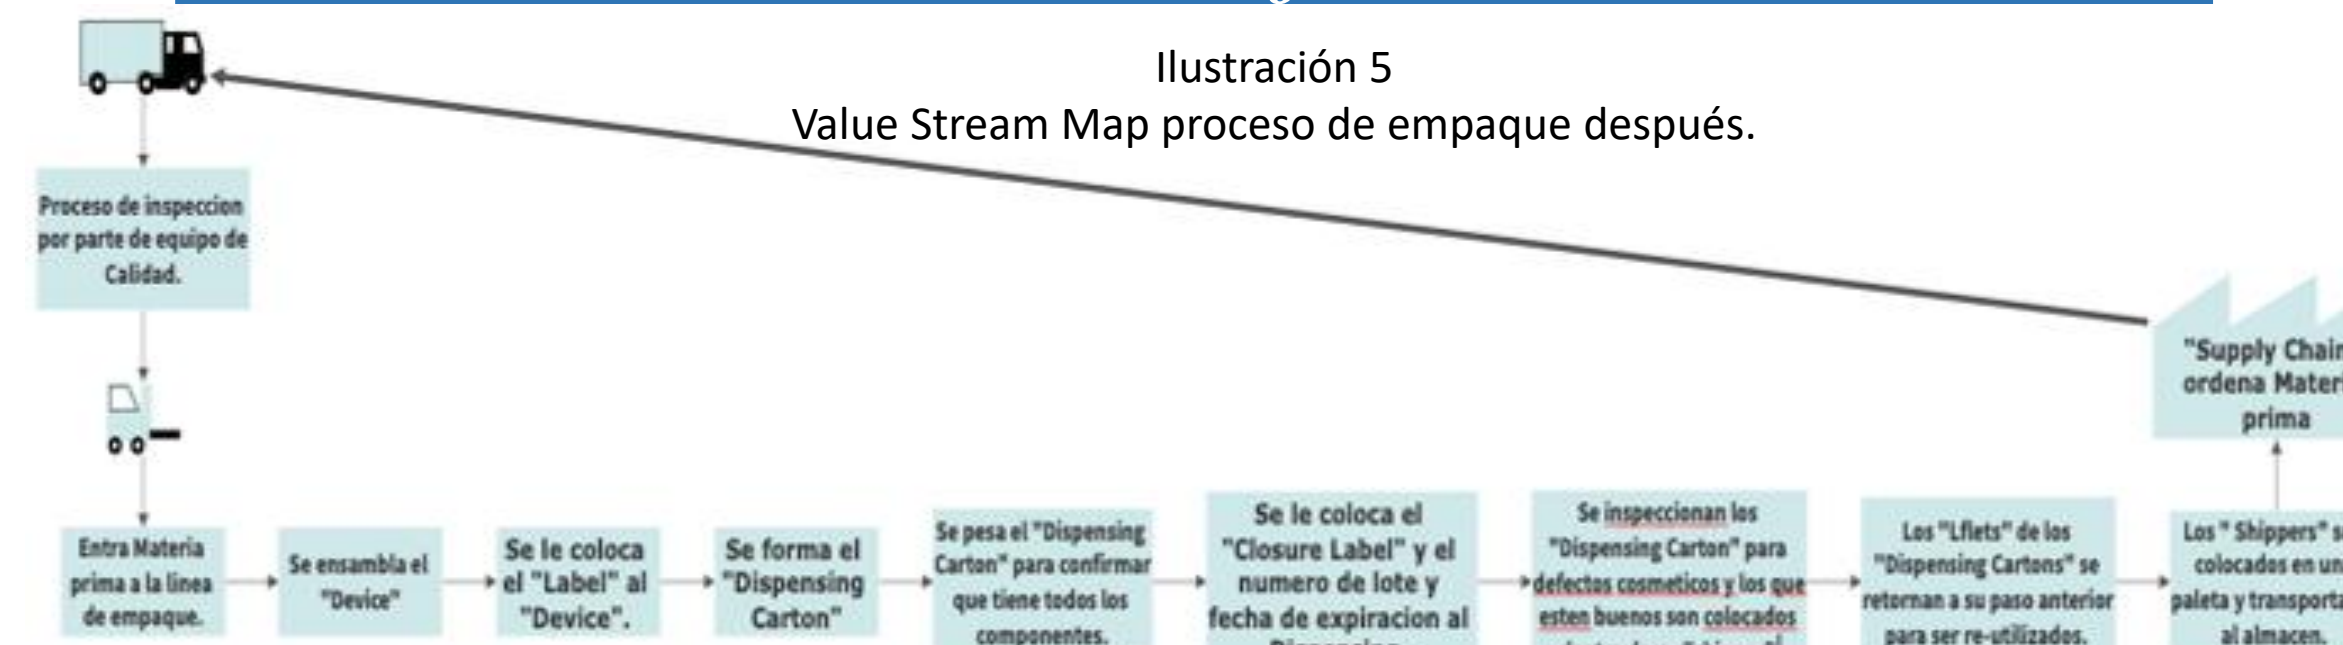 Ilustración 5
Value Stream Map proceso de empaque después.
Proceso de inspeccion
por parte de equipo de
Calidad.
"Supply Chain
ordena Materi
prima
Entra Materia
prima a la linea
de empaque.
Se ensambla el
"Device"
Se le coloca
el "Label" al
"Device".
Se forma el
"Dispensing
Carton"
Se pesa el "Dispensing
Carton" para confirmar
que tiene todos los
componentes.
Se le coloca el
"Closure Label" y el
numero de lote y
fecha de expiracion al
Se inspeccionan los
"Dispensing Carton" para
defectos cosmeticos y los que
esten buenos son colocados
Los "Lflets" de los
"Dispensing Cartons" se
retornan a su paso anterior
para ser re-utilizados.
Los " Shippers" s
colocados en un
paleta y transporta
al almacen.